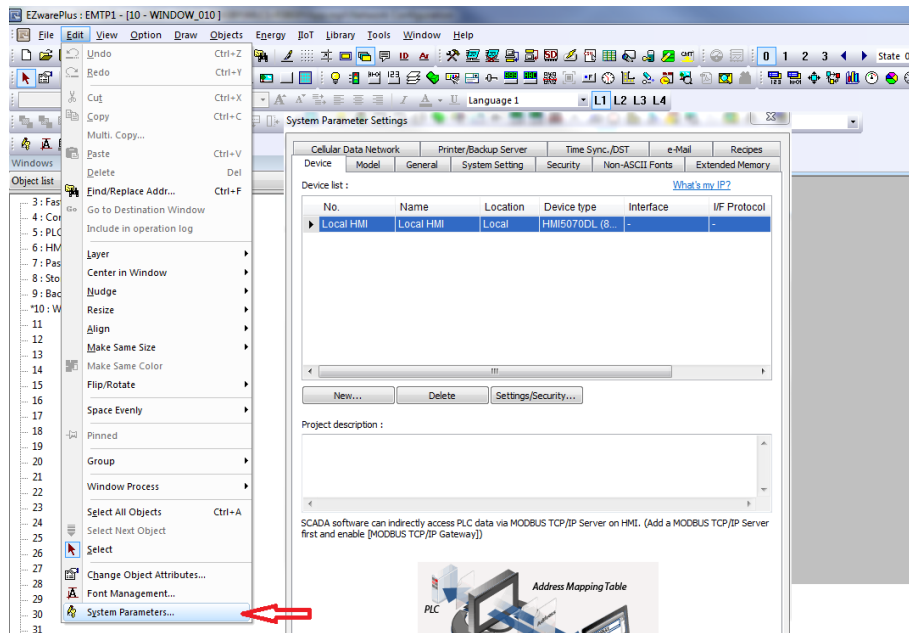 EZwarePlus : EMTP1 - [10 - WINDOW_010 ]
File Edit View Option Draw Objects Energy IIoT Library Tools Window Help
0 1 2 3 State 0
Language 1 L1 L2 L3 L4
Windows
Object list
3 : Fas
4 : Cor
5 : PLC
6 : HM
7 : Pas
8 : Sto
9 : Bac
*10 : W
11
12
13
14
15
16
17
18
19
20
21
22
23
24
25
26
27
28
29
30
31
Undo Ctrl+Z
Redo Ctrl+Y
Cut Ctrl+X
Copy Ctrl+C
Multi. Copy...
Paste Ctrl+V
Delete Del
Find/Replace Addr... Ctrl+F
Go to Destination Window
Include in operation log
Layer
Center in Window
Nudge
Resize
Align
Make Same Size
Make Same Color
Flip/Rotate
Space Evenly
Pinned
Group
Window Process
Select All Objects Ctrl+A
Select Next Object
Select
Change Object Attributes...
Font Management...
System Parameters...
System Parameter Settings
Cellular Data Network Printer/Backup Server Time Sync./DST e-Mail Recipes
Device Model General System Setting Security Non-ASCII Fonts Extended Memory
Device list : What's my IP?
No. Name Location Device type Interface I/F Protocol
Local HMI Local HMI Local HMI5070DL (8... - -
New... Delete Settings/Security...
Project description :
SCADA software can indirectly access PLC data via MODBUS TCP/IP Server on HMI. (Add a MODBUS TCP/IP Server
first and enable [MODBUS TCP/IP Gateway])
Address Mapping Table
PLC